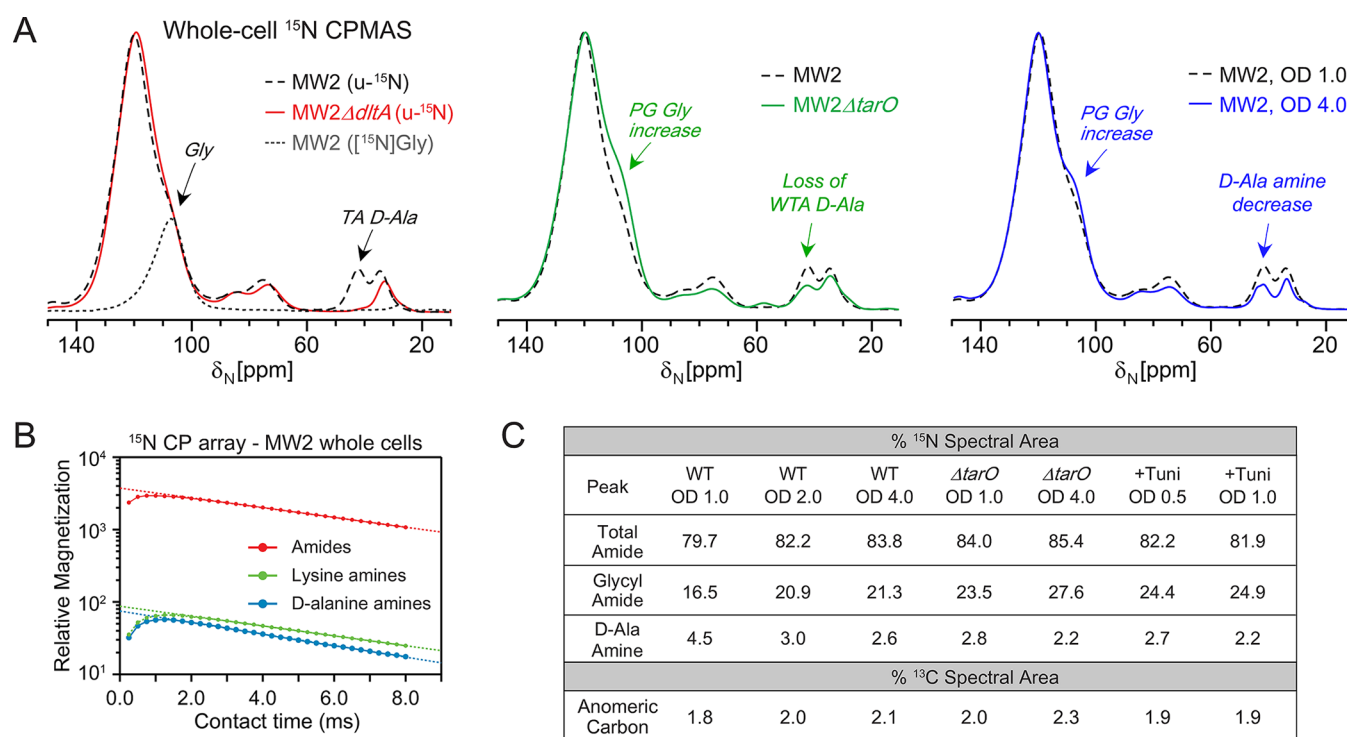 A
Whole-cell ¹⁵N CPMAS
MW2 (u-¹⁵N)
MW2ΔdltA (u-¹⁵N)
MW2 ([¹⁵N]Gly)
Gly
TA D-Ala
140 100 60 20
δN[ppm]
MW2
MW2ΔtarO
PG Gly
increase
Loss of
WTA D-Ala
140 100 60 20
δN[ppm]
MW2, OD 1.0
MW2, OD 4.0
PG Gly
increase
D-Ala amine
decrease
140 100 60 20
δN[ppm]
B
¹⁵N CP array - MW2 whole cells
Relative Magnetization
10⁴
10³
10²
10¹
Amides
Lysine amines
D-alanine amines
0.0 2.0 4.0 6.0 8.0
Contact time (ms)
C
% ¹⁵N Spectral Area
Peak WT OD 1.0 WT OD 2.0 WT OD 4.0 ΔtarO OD 1.0 ΔtarO OD 4.0 +Tuni OD 0.5 +Tuni OD 1.0
Total Amide 79.7 82.2 83.8 84.0 85.4 82.2 81.9
Glycyl Amide 16.5 20.9 21.3 23.5 27.6 24.4 24.9
D-Ala Amine 4.5 3.0 2.6 2.8 2.2 2.7 2.2
% ¹³C Spectral Area
Anomeric Carbon 1.8 2.0 2.1 2.0 2.3 1.9 1.9